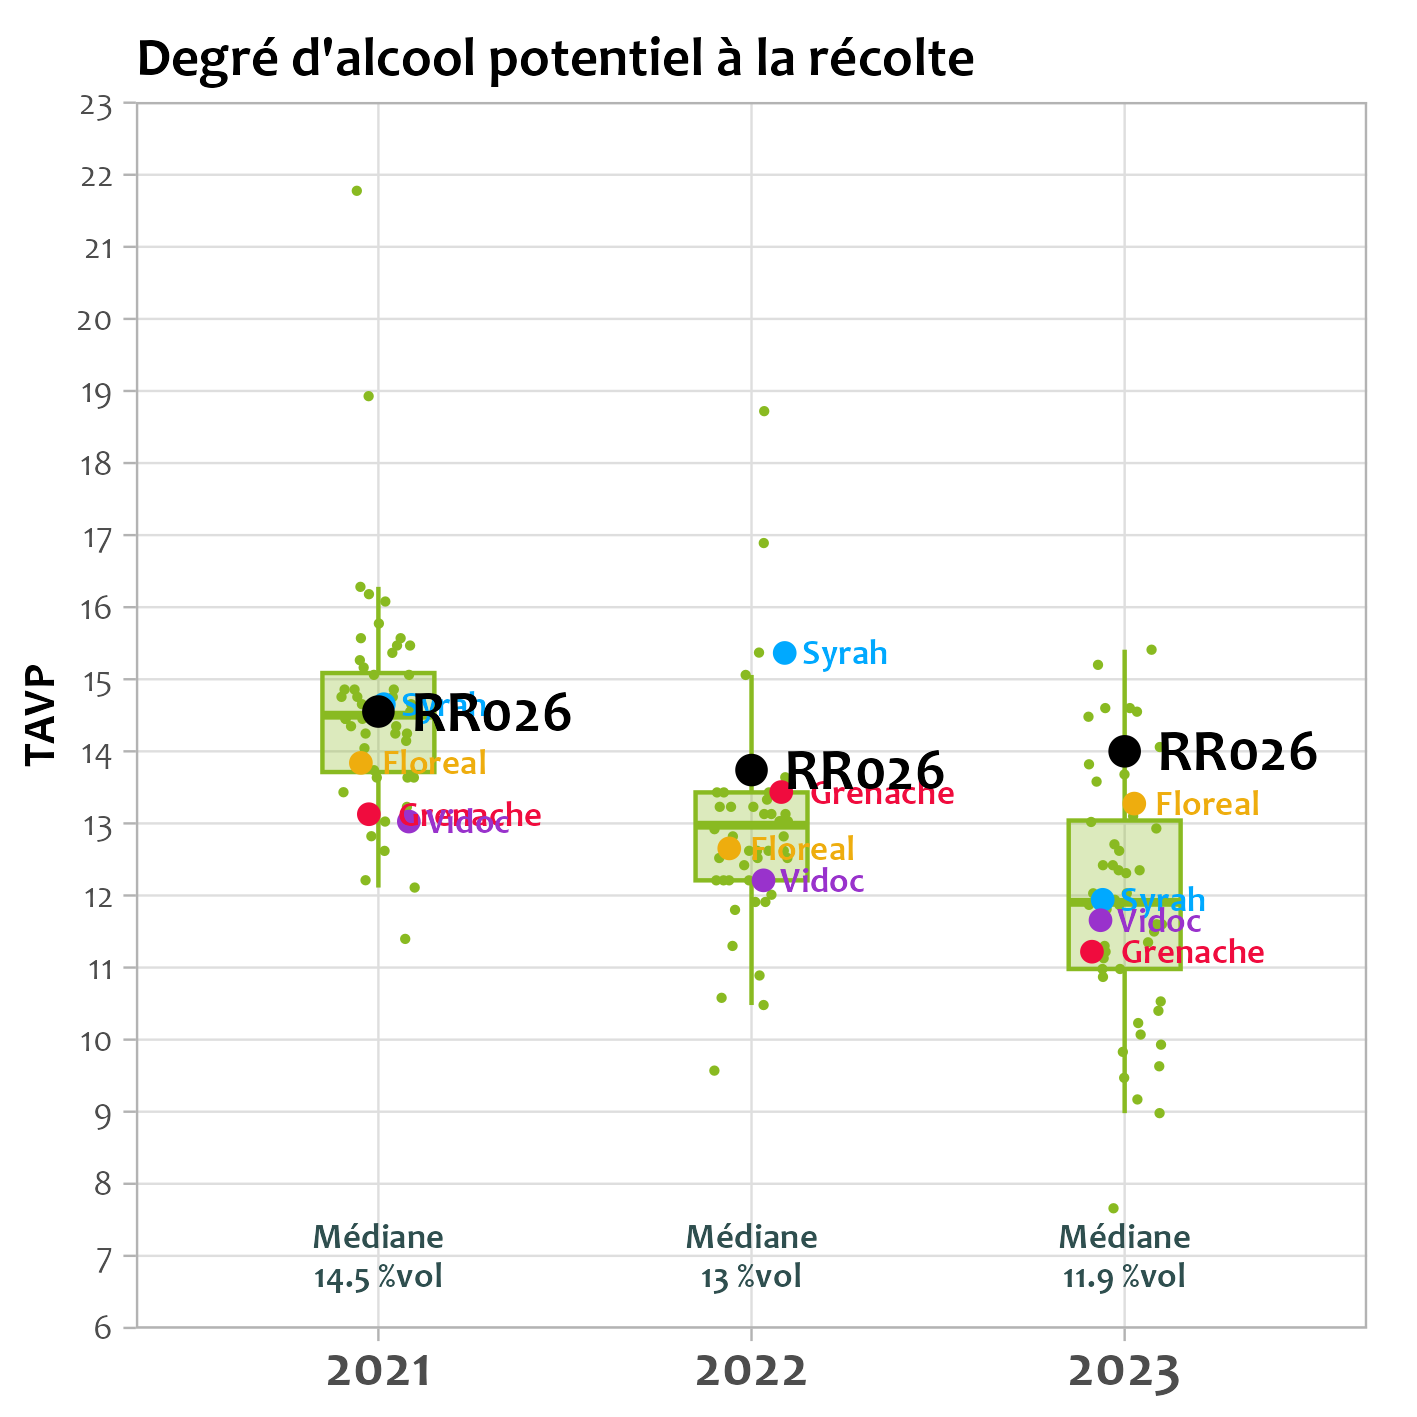 Degré d'alcool potentiel à la récolte
TAVP
23
22
21
20
19
18
17
16
15
14
13
12
11
10
9
8
7
6
Syrah
RR026
Floreal
Grenache
Vidoc
Médiane
14.5 %vol
Syrah
RR026
Grenache
Floreal
Vidoc
Médiane
13 %vol
RR026
Floreal
Syrah
Vidoc
Grenache
Médiane
11.9 %vol
2021
2022
2023